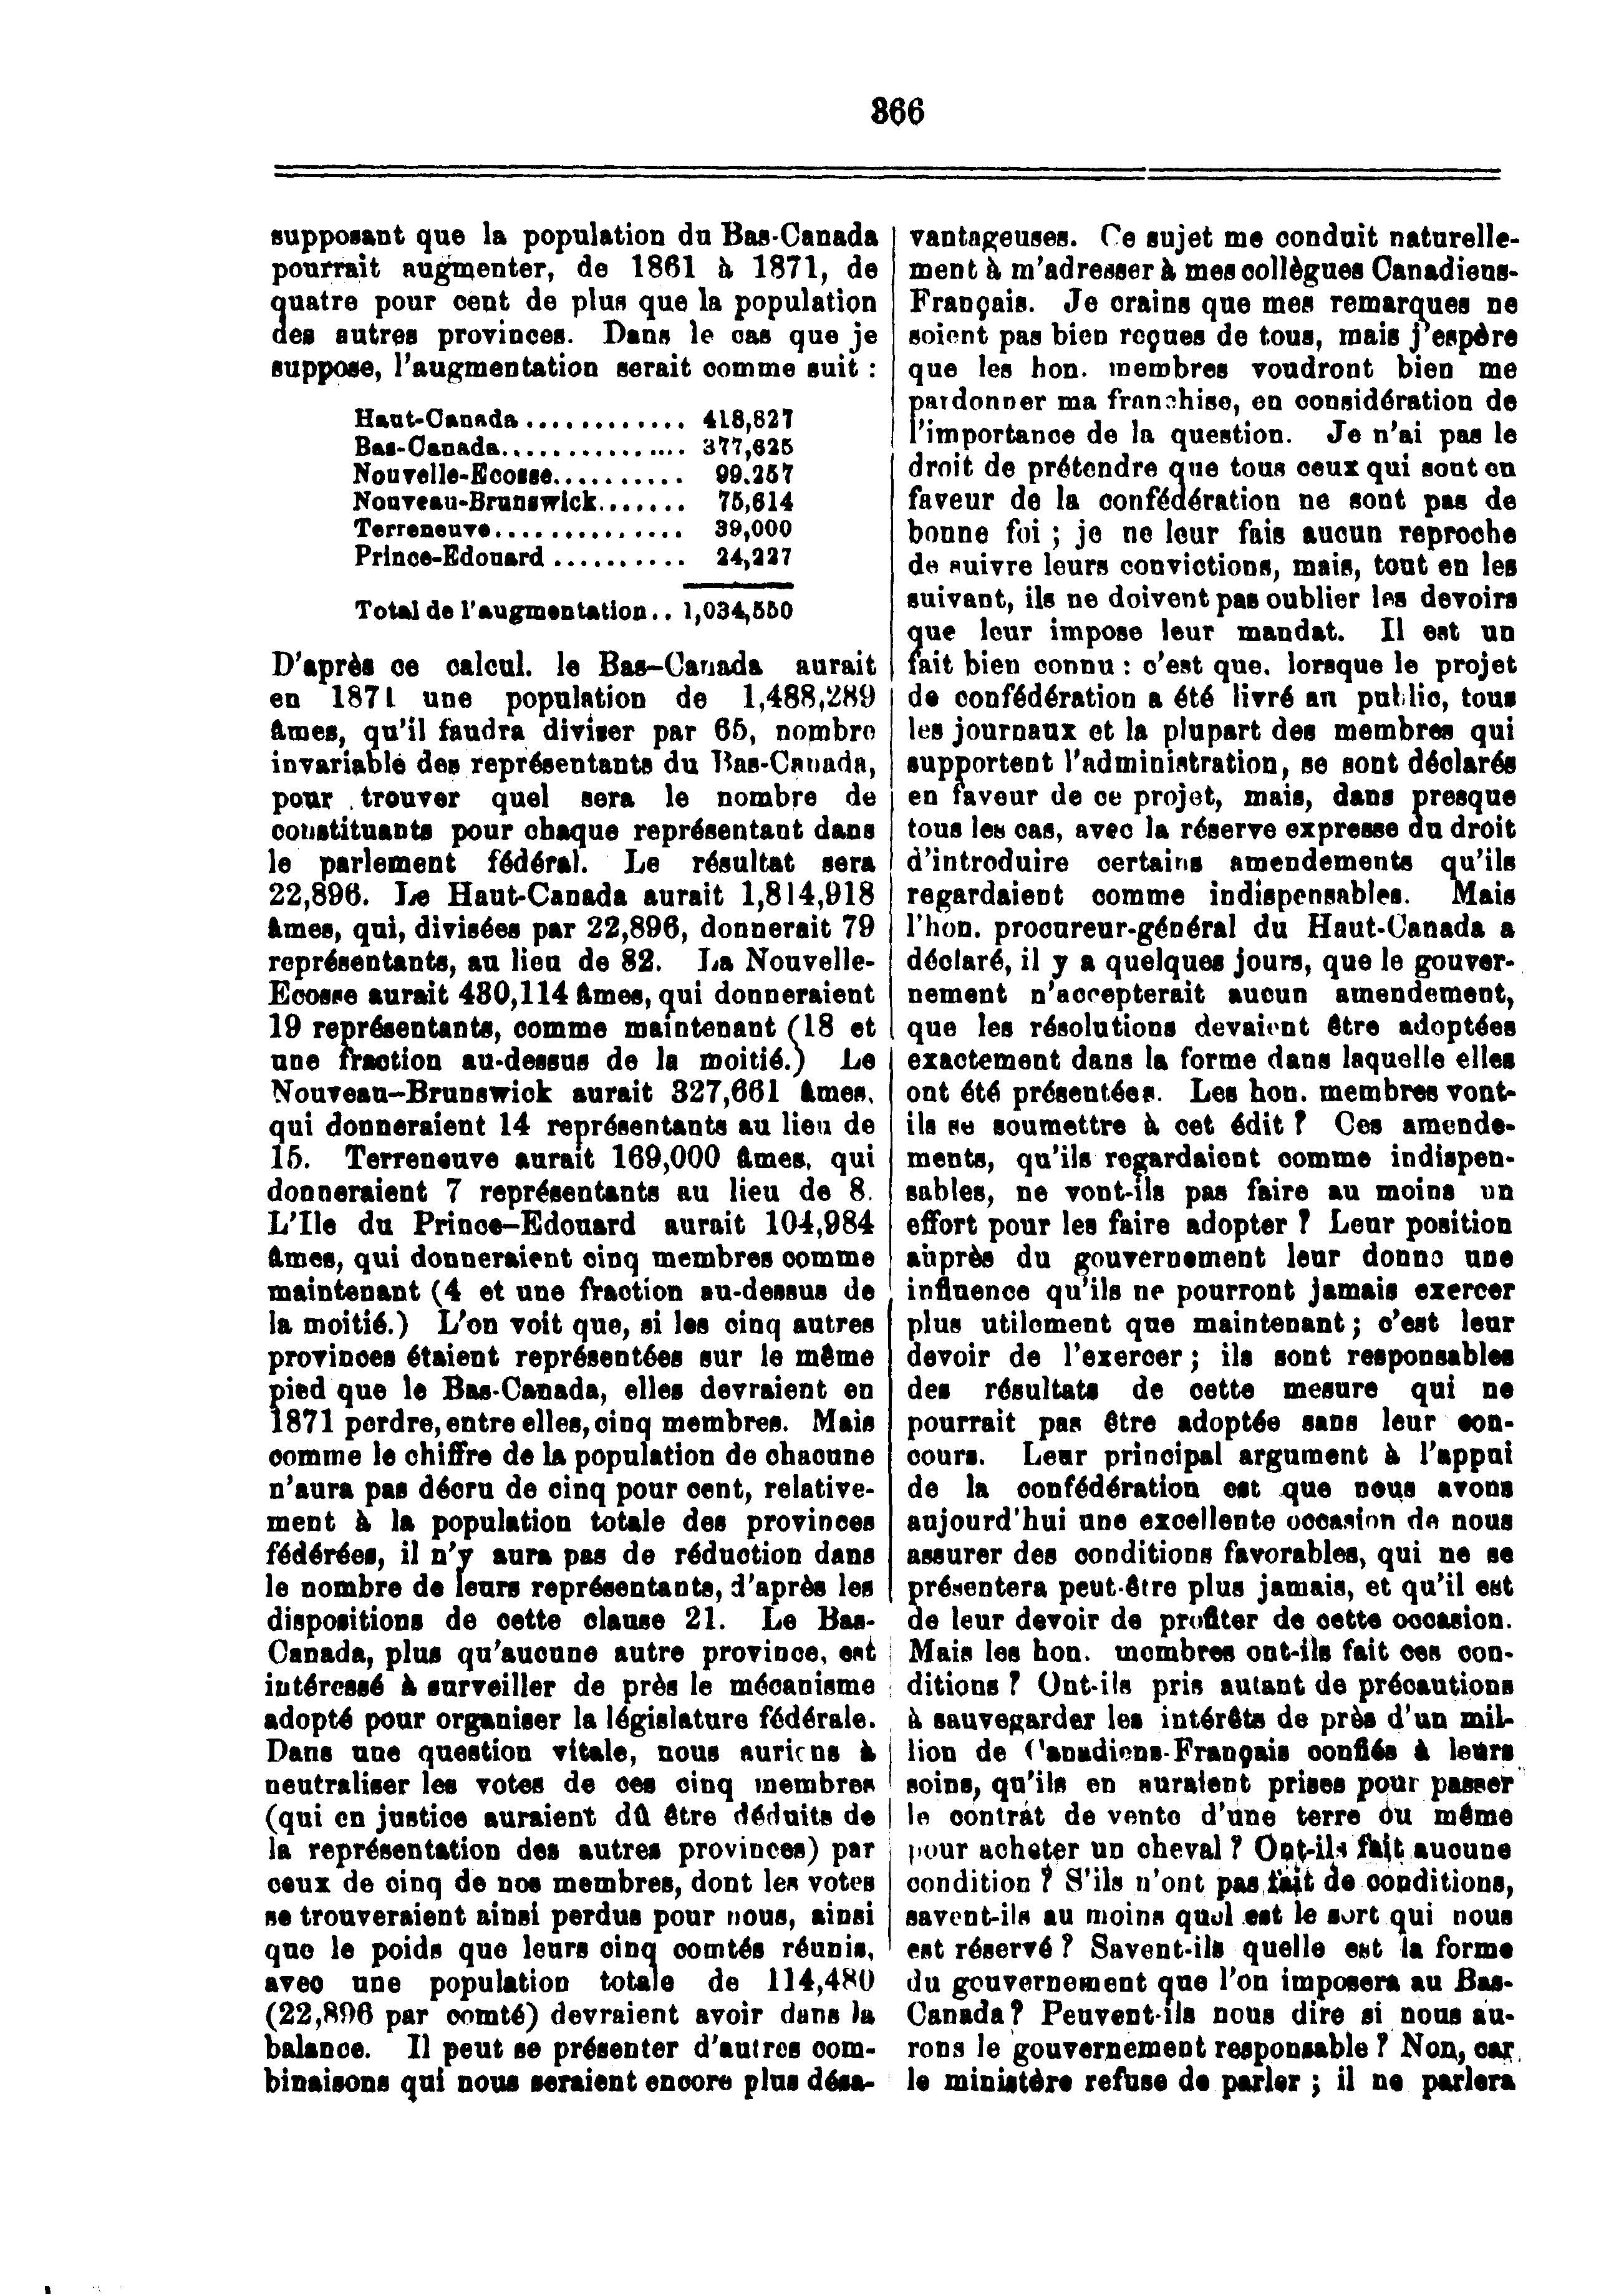 366
supposant que la population du Bas-Canada
pourrait augmenter, de 1861 à 1871, de
quatre pour cent de plus que la population
des autres provinces. Dans le cas que je
suppose, l'augmentation serait comme suit :
Haut-Canada............ 418,827
Bas-Canada............. 377,625
Nouvelle-Ecosse.......... 99.257
Nouveau-Brunswick....... 75,614
Terreneuve.............. 39,000
Prince-Edouard .......... 24,227
Total de l'augmentation.. 1,034,550
D'après ce calcul. le Bas-Canada aurait
en 1871 une population de 1,488,289
âmes, qu'il faudra diviser par 65, nombre
invariable des représentants du Bas-Canada,
pour trouver quel sera le nombre de
constituants pour chaque représentant dans
le parlement fédéral. Le résultat sera
22,896. Le Haut-Canada aurait 1,814,918
âmes, qui, divisées par 22,896, donnerait 79
représentants, au lieu de 82. La Nouvelle-
Ecosse aurait 430,114 âmes, qui donneraient
19 représentants, comme maintenant (18 et
une fraction au-dessus de la moitié.) Le
Nouveau-Brunswick aurait 327,661 âmes,
qui donneraient 14 représentants au lieu de
15. Terreneuve aurait 169,000 âmes, qui
donneraient 7 représentants au lieu de 8.
L'Ile du Prince-Edouard aurait 104,984
âmes, qui donneraient cinq membres comme
maintenant (4 et une fraction au-dessus de
la moitié.) L'on voit que, si les cinq autres
provinces étaient représentées sur le même
pied que le Bas-Canada, elles devraient en
1871 perdre, entre elles, cinq membres. Mais
comme le chiffre de la population de chacune
n'aura pas décru de cinq pour cent, relative-
ment à la population totale des provinces
fédérées, il n'y aura pas de réduction dans
le nombre de leurs représentants, d'après les
dispositions de cette clause 21. Le Bas-
Canada, plus qu'aucune autre province, est
intéressé à surveiller de près le mécanisme
adopté pour organiser la législature fédérale.
Dans une question vitale, nous aurions à
neutraliser les votes de ces cinq membres
(qui en justice auraient dû être déduits de
la représentation des autres provinces) par
ceux de cinq de nos membres, dont les votes
se trouveraient ainsi perdus pour nous, ainsi
que le poids que leurs cinq comtés réunis,
avec une population totale de 114,480
(22,896 par comté) devraient avoir dans la
balance. Il peut se présenter d'autres com-
binaisons qui nous seraient encore plus désa-
vantageuses. Ce sujet me conduit naturelle-
ment à m'adresser à mes collègues Canadiens-
Français. Je crains que mes remarques ne
soient pas bien reçues de tous, mais j'espère
que les hon. membres voudront bien me
pardonner ma franchise, en considération de
l'importance de la question. Je n'ai pas le
droit de prétendre que tous ceux qui sont en
faveur de la confédération ne sont pas de
bonne foi ; je ne leur fais aucun reproche
de suivre leurs convictions, mais, tout en les
suivant, ils ne doivent pas oublier les devoirs
que leur impose leur mandat. Il est un
fait bien connu : c'est que. lorsque le projet
de confédération a été livré au public, tous
les journaux et la plupart des membres qui
supportent l'administration, se sont déclarés
en faveur de ce projet, mais, dans presque
tous les cas, avec la réserve expresse du droit
d'introduire certains amendements qu'ils
regardaient comme indispensables. Mais
l'hon. procureur-général du Haut-Canada a
déclaré, il y a quelques jours, que le gouver-
nement n'accepterait aucun amendement,
que les résolutions devaient être adoptées
exactement dans la forme dans laquelle elles
ont été présentées. Les hon. membres vont-
ils se soumettre à cet édit ? Ces amende-
ments, qu'ils regardaient comme indispen-
sables, ne vont-ils pas faire au moins un
effort pour les faire adopter ? Leur position
auprès du gouvernement leur donne une
influence qu'ils ne pourront jamais exercer
plus utilement que maintenant ; c'est leur
devoir de l'exercer ; ils sont responsables
des résultats de cette mesure qui ne
pourrait pas être adoptée sans leur con-
cours. Leur principal argument à l'appui
de la confédération est que nous avons
aujourd'hui une excellente occasion de nous
assurer des conditions favorables, qui ne se
présentera peut-être plus jamais, et qu'il est
de leur devoir de profiter de cette occasion.
Mais les hon. membres ont-ils fait ces con-
ditions ? Ont-ils pris autant de précautions
à sauvegarder les intérêts de près d'un mil-
lion de Canadiens-Français confiés à leurs
soins, qu'ils en auraient prises pour passer
le contrat de vente d'une terre ou même
pour acheter un cheval ? Ont-ils fait aucune
condition ? S'ils n'ont pas fait de conditions,
savent-ils au moins quel est le sort qui nous
est réservé ? Savent-ils quelle est la forme
du gouvernement que l'on imposera au Bas-
Canada ? Peuvent-ils nous dire si nous au-
rons le gouvernement responsable ? Non, car
le ministère refuse de parler ; il ne parlera